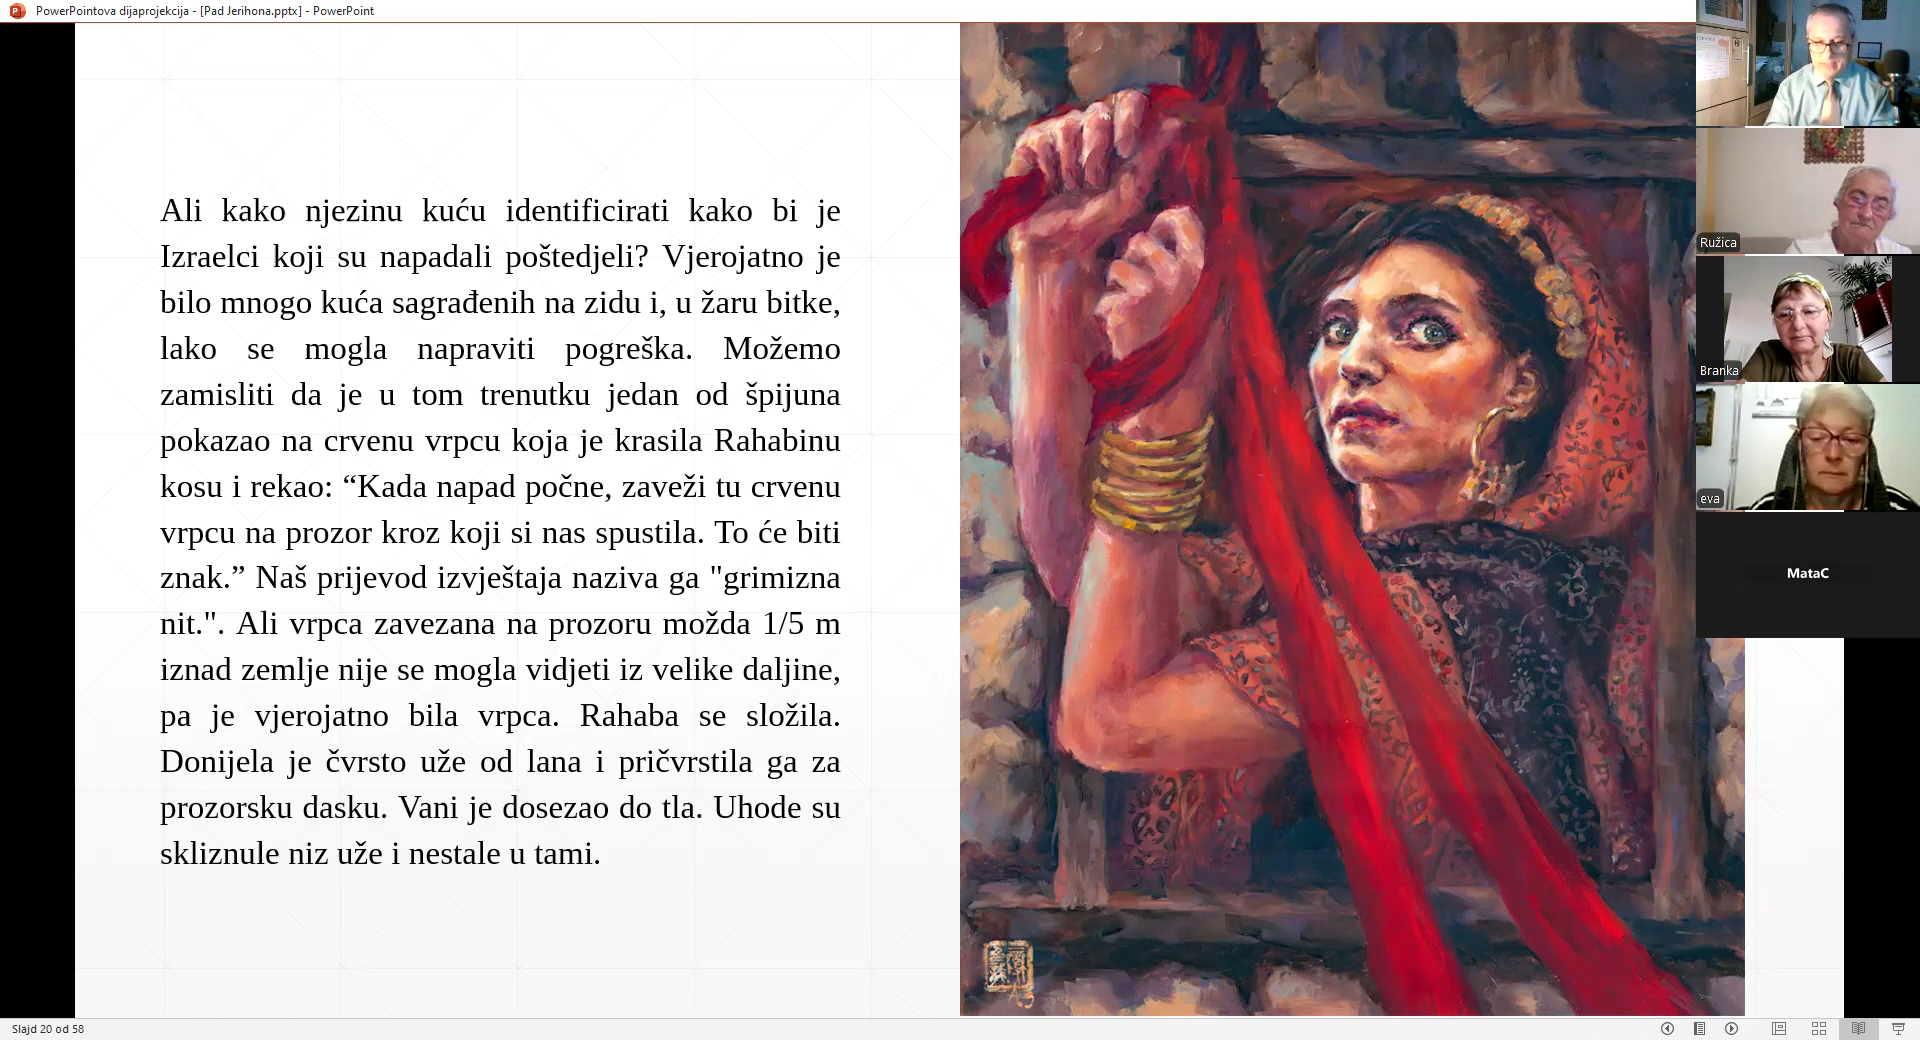 PowerPointova dijaprojekcija - [Pad Jerihona.pptx] - PowerPoint
Ali kako njezinu kuću identificirati kako bi je
Izraelci koji su napadali poštedjeli? Vjerojatno je
bilo mnogo kuća sagrađenih na zidu i, u žaru bitke,
lako se mogla napraviti pogreška. Možemo
zamisliti da je u tom trenutku jedan od špijuna
pokazao na crvenu vrpcu koja je krasila Rahabinu
kosu i rekao: “Kada napad počne, zaveži tu crvenu
vrpcu na prozor kroz koji si nas spustila. To će biti
znak.” Naš prijevod izvještaja naziva ga "grimizna
nit.". Ali vrpca zavezana na prozoru možda 1/5 m
iznad zemlje nije se mogla vidjeti iz velike daljine,
pa je vjerojatno bila vrpca. Rahaba se složila.
Donijela je čvrsto uže od lana i pričvrstila ga za
prozorsku dasku. Vani je dosezao do tla. Uhode su
skliznule niz uže i nestale u tami.
Ružica
Branka
eva
MataC
Slajd 20 od 58